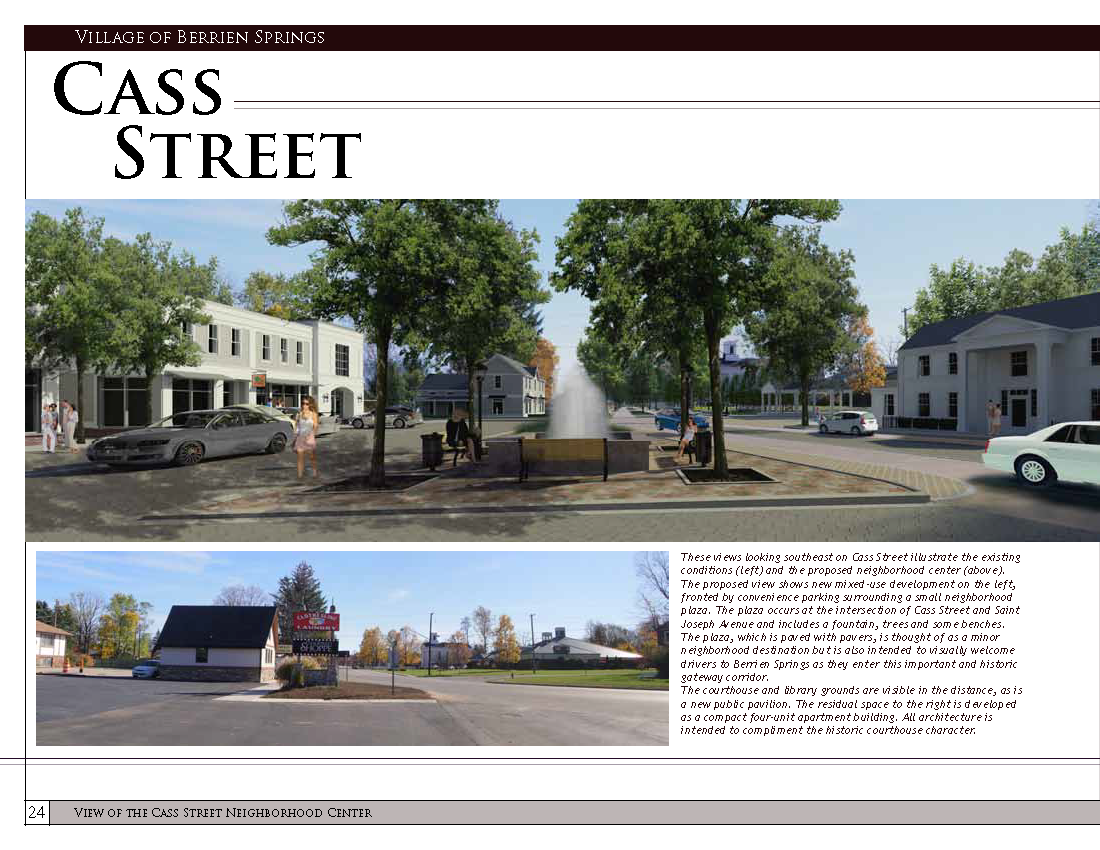 Village of Berrien Springs
Cass
Street
These views looking southeast on Cass Street illustrate the existing
conditions (left) and the proposed neighborhood center (above).
The proposed view shows new mixed-use development on the left,
fronted by convenience parking surrounding a small neighborhood
plaza. The plaza occurs at the intersection of Cass Street and Saint
Joseph Avenue and includes a fountain, trees and some benches.
The plaza, which is paved with pavers, is thought of as a minor
neighborhood destination but is also intended to visually welcome
drivers to Berrien Springs as they enter this important and historic
gateway corridor.
The courthouse and library grounds are visible in the distance, as is
a new public pavilion. The residual space to the right is developed
as a compact four-unit apartment building. All architecture is
intended to compliment the historic courthouse character.
LAUNDRY
SHOPPE
24
View of the Cass Street Neighborhood Center